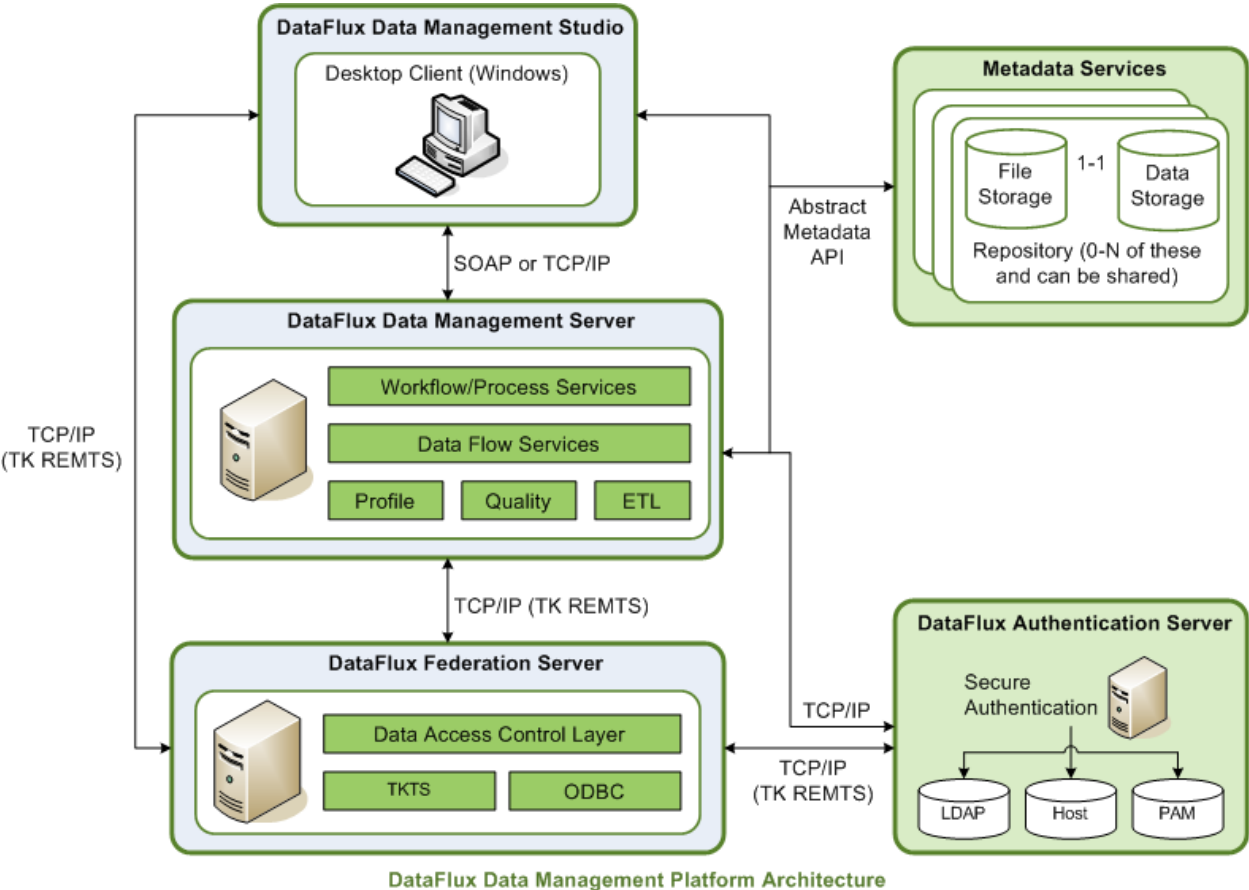 DataFlux Data Management Studio
Desktop Client (Windows)
Metadata Services
File
Storage
1-1
Data
Storage
Repository (0-N of these
and can be shared)
Abstract
Metadata
API
SOAP or TCP/IP
DataFlux Data Management Server
Workflow/Process Services
Data Flow Services
Profile
Quality
ETL
TCP/IP
(TK REMTS)
TCP/IP (TK REMTS)
DataFlux Federation Server
Data Access Control Layer
TKTS
ODBC
TCP/IP
TCP/IP
(TK REMTS)
DataFlux Authentication Server
Secure
Authentication
LDAP
Host
PAM
DataFlux Data Management Platform Architecture